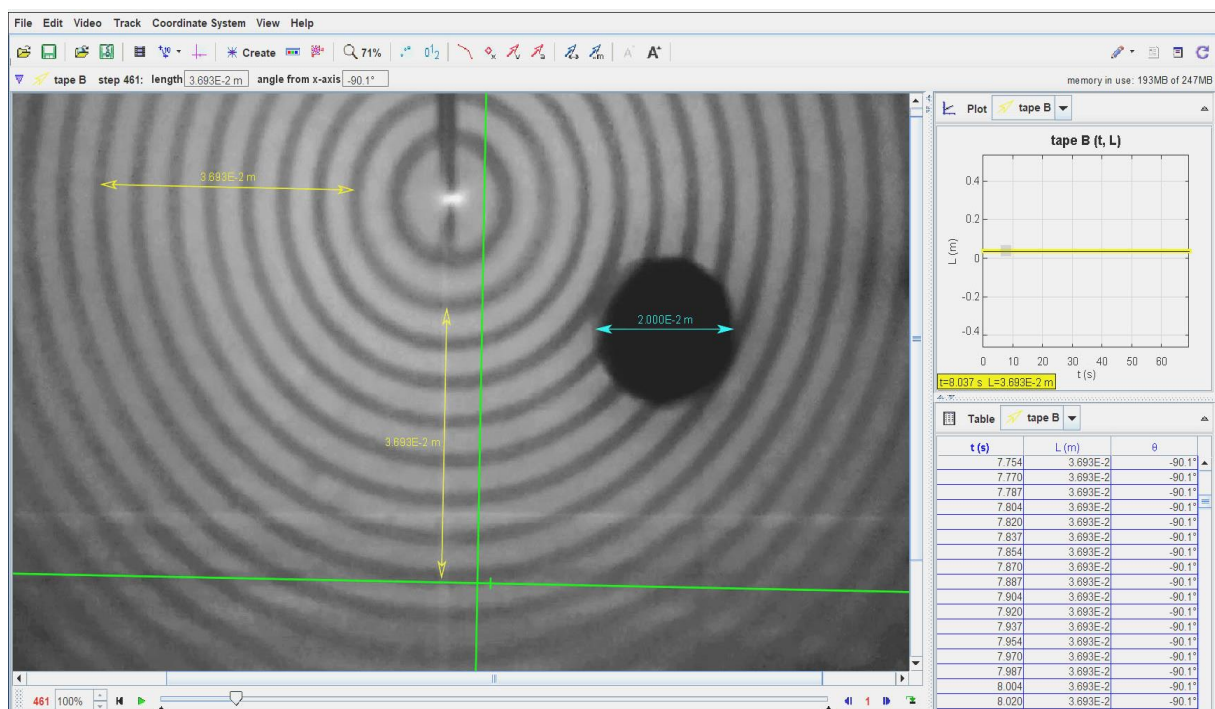 File Edit Video Track Coordinate System View Help
Create 71%
tape B step 461: length 3.693E-2 m angle from x-axis -90.1° memory in use: 193MB of 247MB
3.693E-2 m
2.000E-2 m
3.693E-2 m
461 100% 1
Plot tape B
tape B (t, L)
L (m)
0.4
0.2
0
-0.2
-0.4
0 10 20 30 40 50 60
t (s)
t=8.037 s L=3.693E-2 m
Table tape B
t (s) L (m) θ
7.754 3.693E-2 -90.1°
7.770 3.693E-2 -90.1°
7.787 3.693E-2 -90.1°
7.804 3.693E-2 -90.1°
7.820 3.693E-2 -90.1°
7.837 3.693E-2 -90.1°
7.854 3.693E-2 -90.1°
7.870 3.693E-2 -90.1°
7.887 3.693E-2 -90.1°
7.904 3.693E-2 -90.1°
7.920 3.693E-2 -90.1°
7.937 3.693E-2 -90.1°
7.954 3.693E-2 -90.1°
7.970 3.693E-2 -90.1°
7.987 3.693E-2 -90.1°
8.004 3.693E-2 -90.1°
8.020 3.693E-2 -90.1°